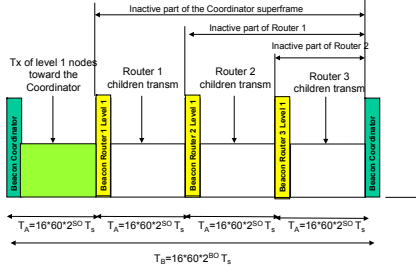 Inactive part of the Coordinator superframe
Inactive part of Router 1
Inactive part of Router 2
Tx of level 1 nodes
toward the
Coordinator
Router 1
children transm
Router 2
children transm
Router 3
children transm
Beacon Coordinator
Beacon Router 1 Level 1
Beacon Router 2 Level 1
Beacon Router 3 Level 1
Beacon Coordinator
T_A=16*60*2^SO T_s
T_A=16*60*2^SO T_s
T_A=16*60*2^SO T_s
T_A=16*60*2^SO T_s
T_B=16*60*2^BO T_s